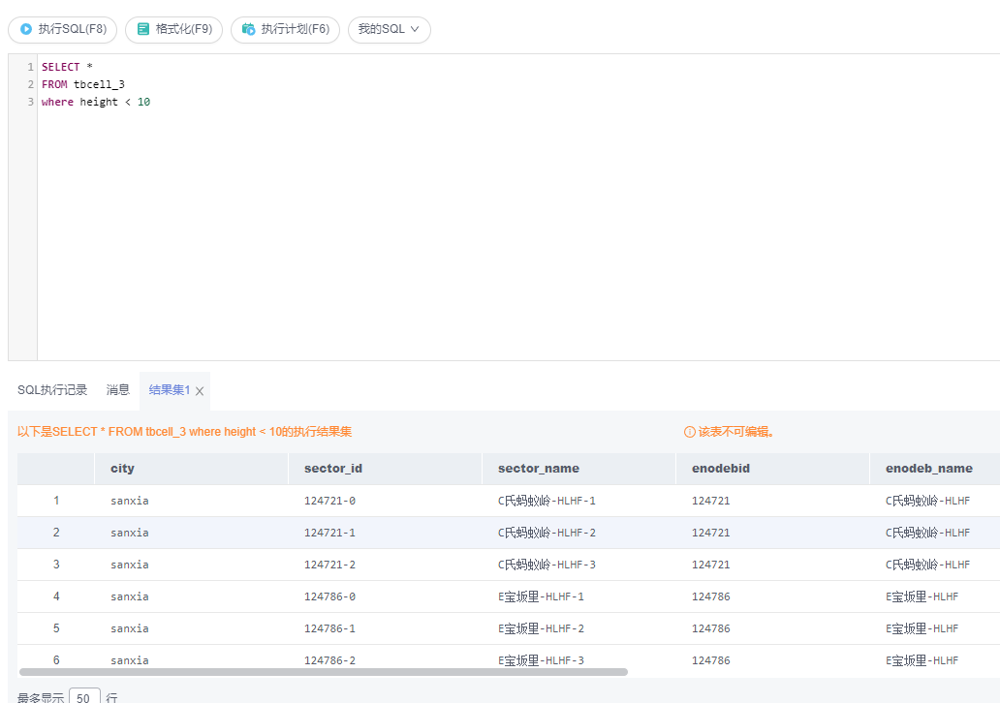 执行SQL(F8) 格式化(F9) 执行计划(F6) 我的SQL
1 SELECT *
2 FROM tbcell_3
3 where height < 10
SQL执行记录 消息 结果集1 X
以下是SELECT * FROM tbcell_3 where height < 10的执行结果集 该表不可编辑。
city sector_id sector_name enodebid enodeb_name
1 sanxia 124721-0 C氏蚂蚁岭-HLHF-1 124721 C氏蚂蚁岭-HLHF
2 sanxia 124721-1 C氏蚂蚁岭-HLHF-2 124721 C氏蚂蚁岭-HLHF
3 sanxia 124721-2 C氏蚂蚁岭-HLHF-3 124721 C氏蚂蚁岭-HLHF
4 sanxia 124786-0 E宝坂里-HLHF-1 124786 E宝坂里-HLHF
5 sanxia 124786-1 E宝坂里-HLHF-2 124786 E宝坂里-HLHF
6 sanxia 124786-2 E宝坂里-HLHF-3 124786 E宝坂里-HLHF
最多显示 50 行